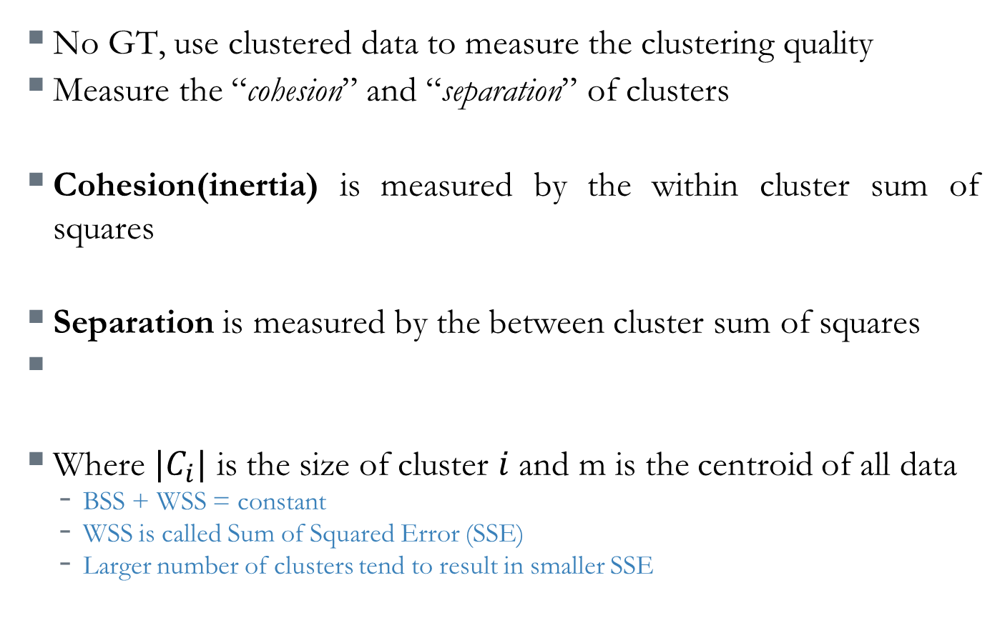 ▪ No GT, use clustered data to measure the clustering quality
▪ Measure the “cohesion” and “separation” of clusters
▪ Cohesion(inertia) is measured by the within cluster sum of
squares
▪ Separation is measured by the between cluster sum of squares
▪
▪ Where |𝐶𝑖| is the size of cluster 𝒊 and m is the centroid of all data
- BSS + WSS = constant
- WSS is called Sum of Squared Error (SSE)
- Larger number of clusters tend to result in smaller SSE